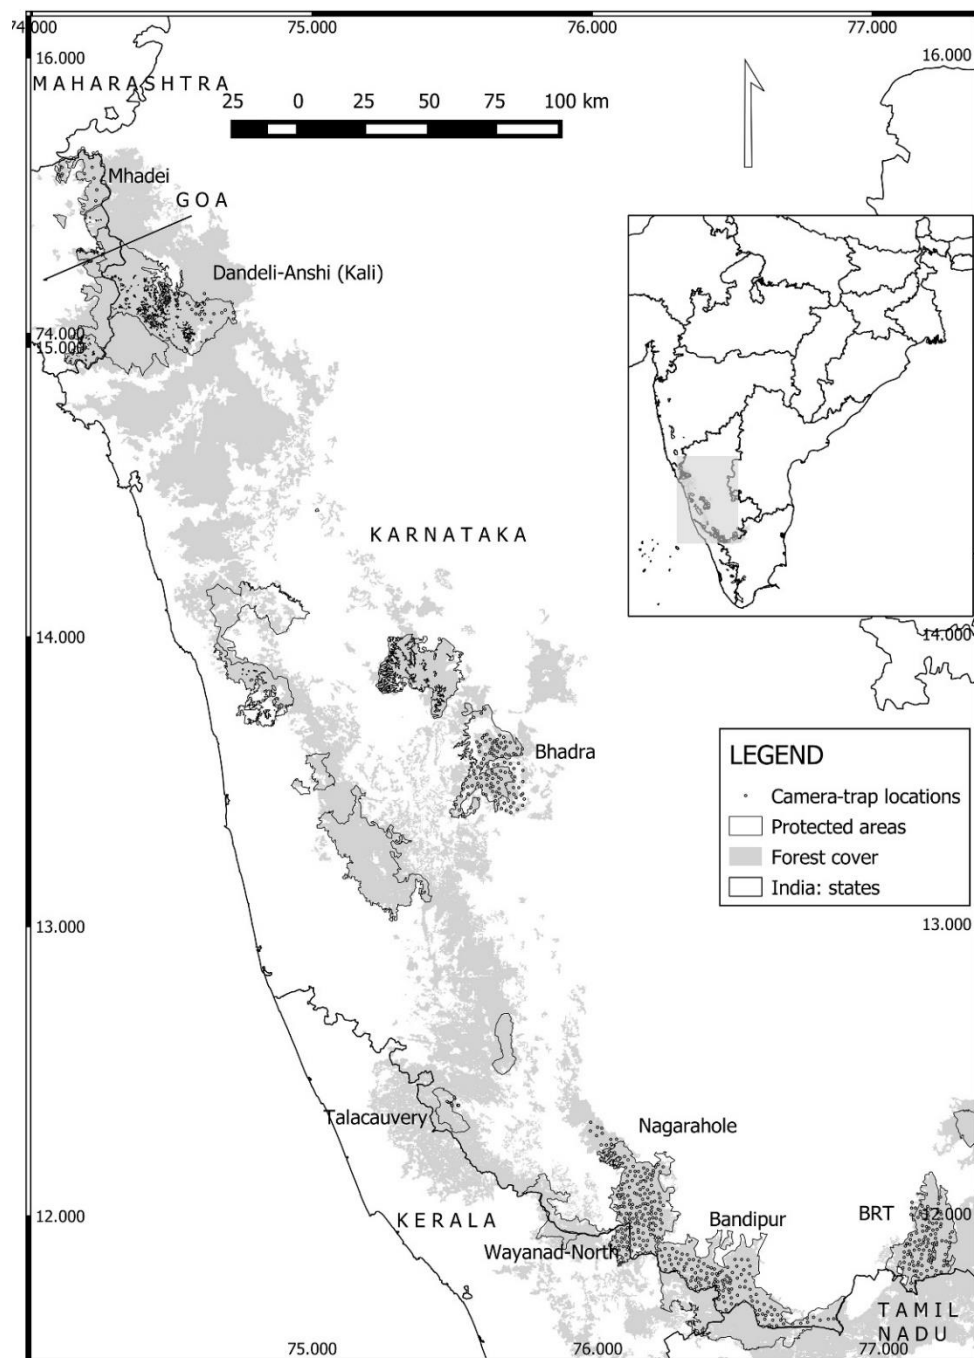 74.000 75.000 76.000 77.000
16.000 16.000
MAHARASHTRA
25 0 25 50 75 100 km
Mhadei
GOA
Dandeli-Anshi (Kali)
74.000
15.000
KARNATAKA
14.000 14.000
Bhadra
LEGEND
Camera-trap locations
Protected areas
Forest cover
India: states
13.000 13.000
Talacauvery
Nagarahole
12.000 12.000
KERALA
Bandipur
BRT
Wayanad-North
TAMIL
NADU
75.000 76.000 77.000